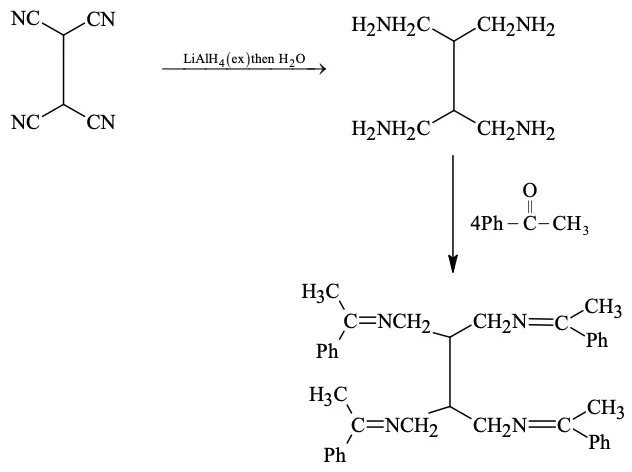 NC CN H2NH2C CH2NH2
LiAlH4(ex)then H2O
NC CN H2NH2C CH2NH2
O
4Ph-C-CH3
H3C CH3
C=NCH2 CH2N=C
Ph Ph
H3C CH3
C=NCH2 CH2N=C
Ph Ph